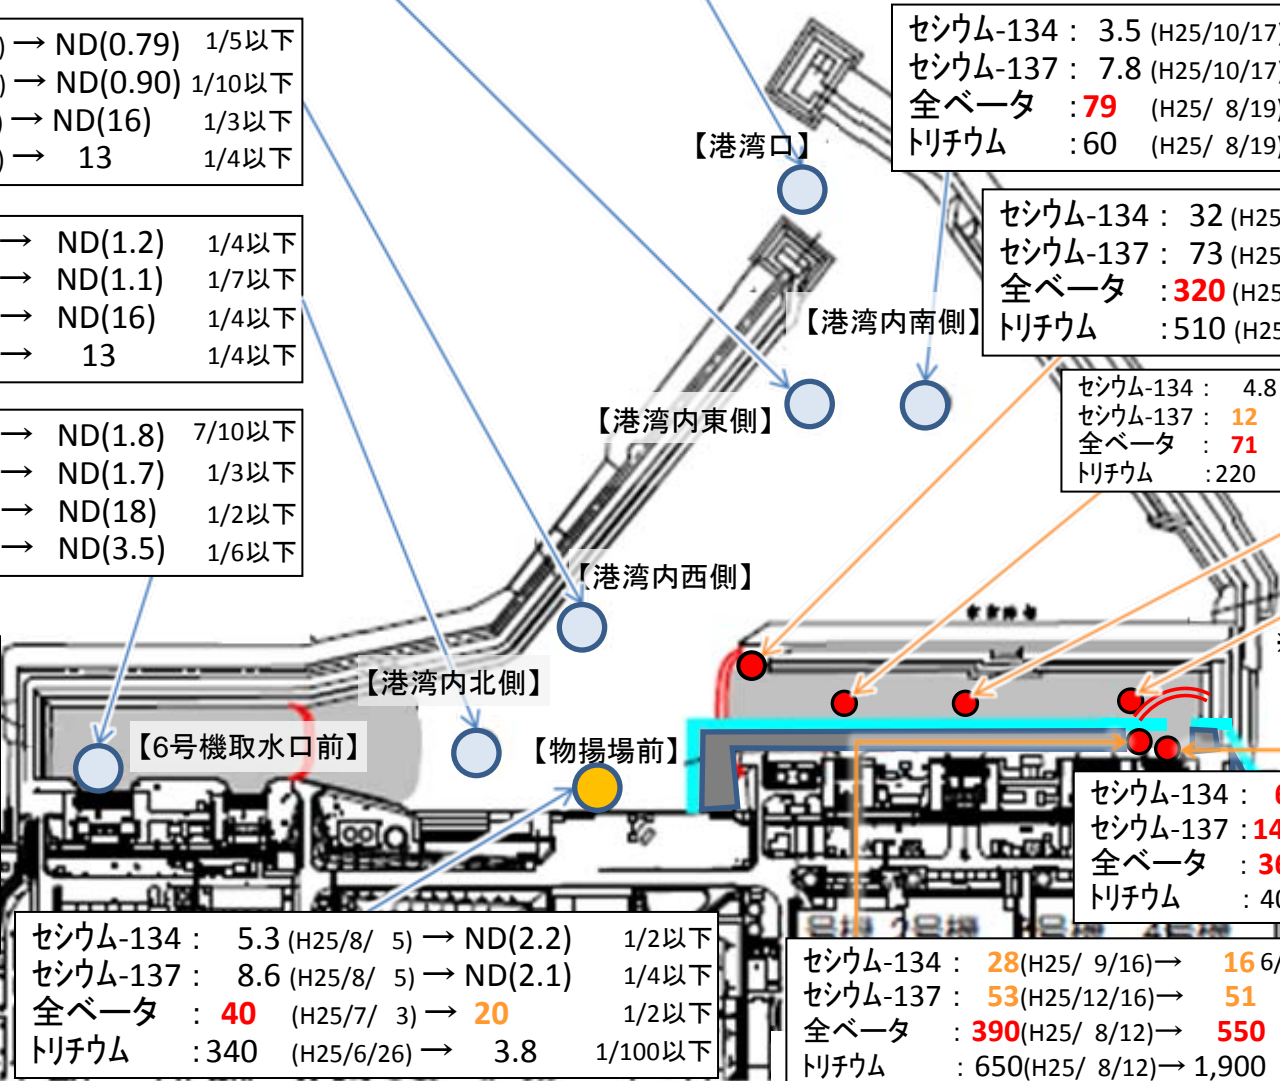 ) → ND(0.79) 1/5以下
) → ND(0.90) 1/10以下
) → ND(16) 1/3以下
) → 13 1/4以下
→ ND(1.2) 1/4以下
→ ND(1.1) 1/7以下
→ ND(16) 1/4以下
→ 13 1/4以下
→ ND(1.8) 7/10以下
→ ND(1.7) 1/3以下
→ ND(18) 1/2以下
→ ND(3.5) 1/6以下
セシウム-134 : 3.5 (H25/10/17)
セシウム-137 : 7.8 (H25/10/17)
全ベータ : 79 (H25/ 8/19)
トリチウム : 60 (H25/ 8/19)
【港湾口】
セシウム-134 : 32 (H25
セシウム-137 : 73 (H25
全ベータ : 320 (H25
トリチウム : 510 (H25
【港湾内南側】
セシウム-134 : 4.8
セシウム-137 : 12
全ベータ : 71
トリチウム : 220
【港湾内東側】
【港湾内西側】
【港湾内北側】
【6号機取水口前】
【物揚場前】
セシウム-134 :
セシウム-137 : 14
全ベータ : 36
トリチウム : 40
セシウム-134 : 5.3 (H25/8/ 5) → ND(2.2) 1/2以下
セシウム-137 : 8.6 (H25/8/ 5) → ND(2.1) 1/4以下
全ベータ : 40 (H25/7/ 3) → 20 1/2以下
トリチウム : 340 (H25/6/26) → 3.8 1/100以下
セシウム-134 : 28(H25/ 9/16)→ 16 6/
セシウム-137 : 53(H25/12/16)→ 51
全ベータ : 390(H25/ 8/12)→ 550
トリチウム : 650(H25/ 8/12)→ 1,900